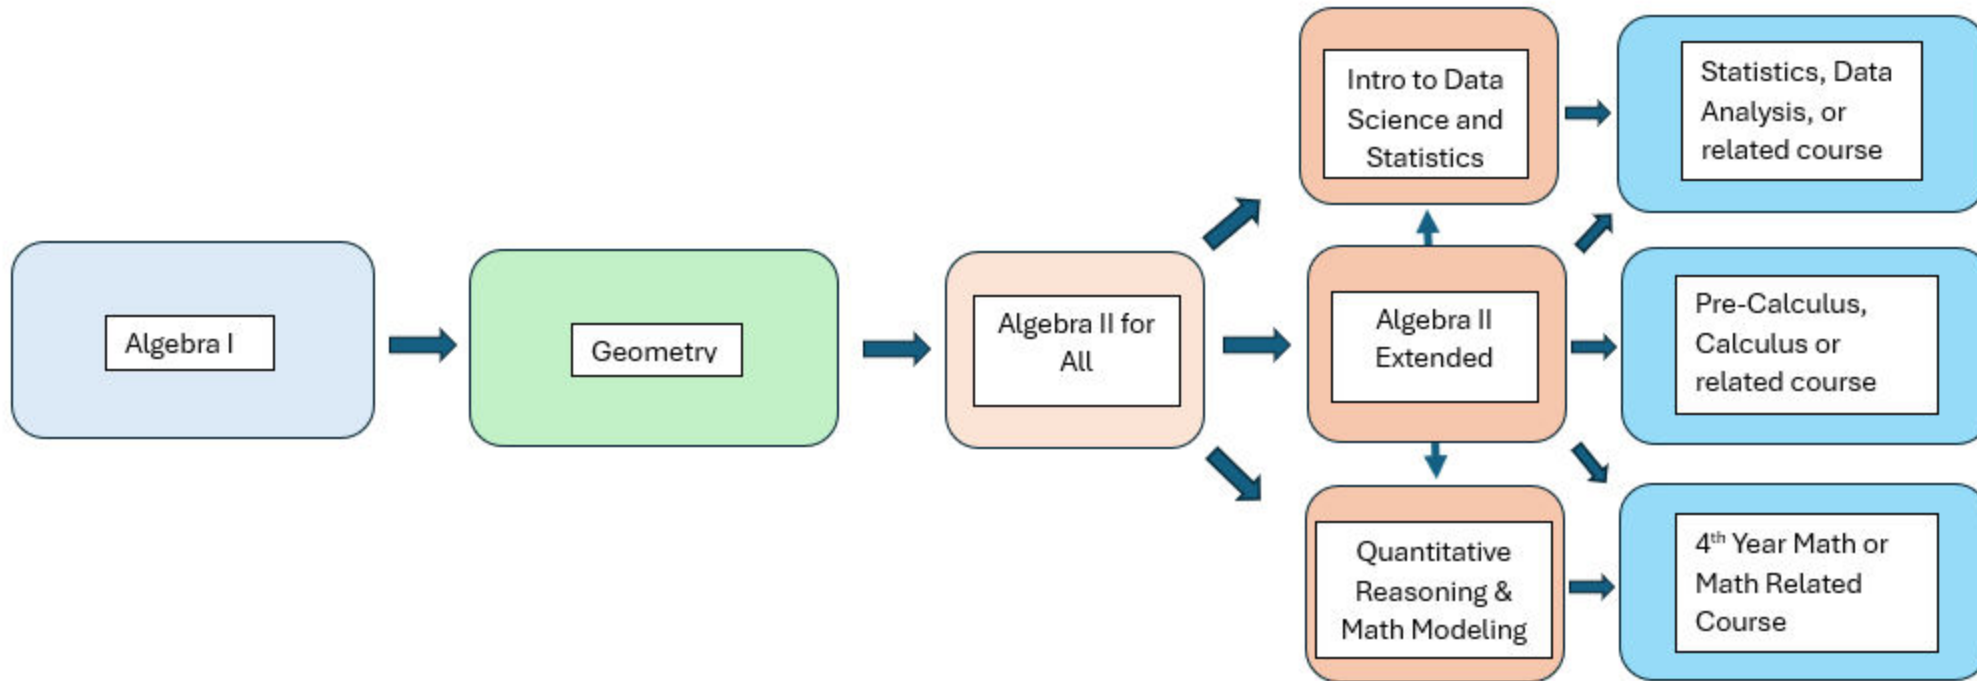 Algebra I
Geometry
Algebra II for
All
Intro to Data
Science and
Statistics
Algebra II
Extended
Quantitative
Reasoning &
Math Modeling
Statistics, Data
Analysis, or
related course
Pre-Calculus,
Calculus or
related course
4th Year Math or
Math Related
Course